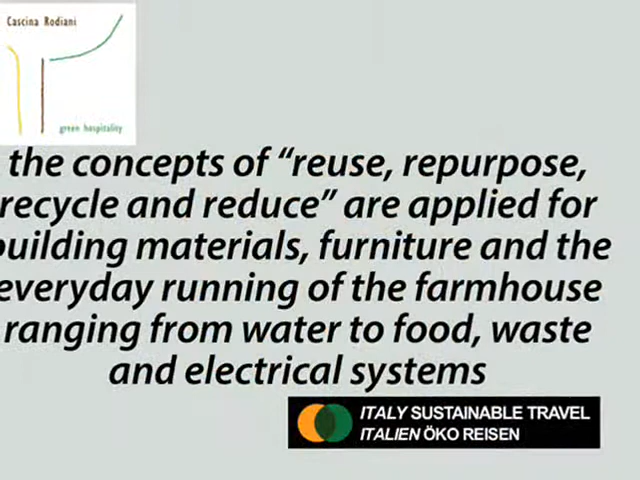 Cascina Rodiani
green hospitality
the concepts of “reuse, repurpose,
recycle and reduce” are applied for
building materials, furniture and the
everyday running of the farmhouse
ranging from water to food, waste
and electrical systems
ITALY SUSTAINABLE TRAVEL
ITALIEN ÖKO REISEN